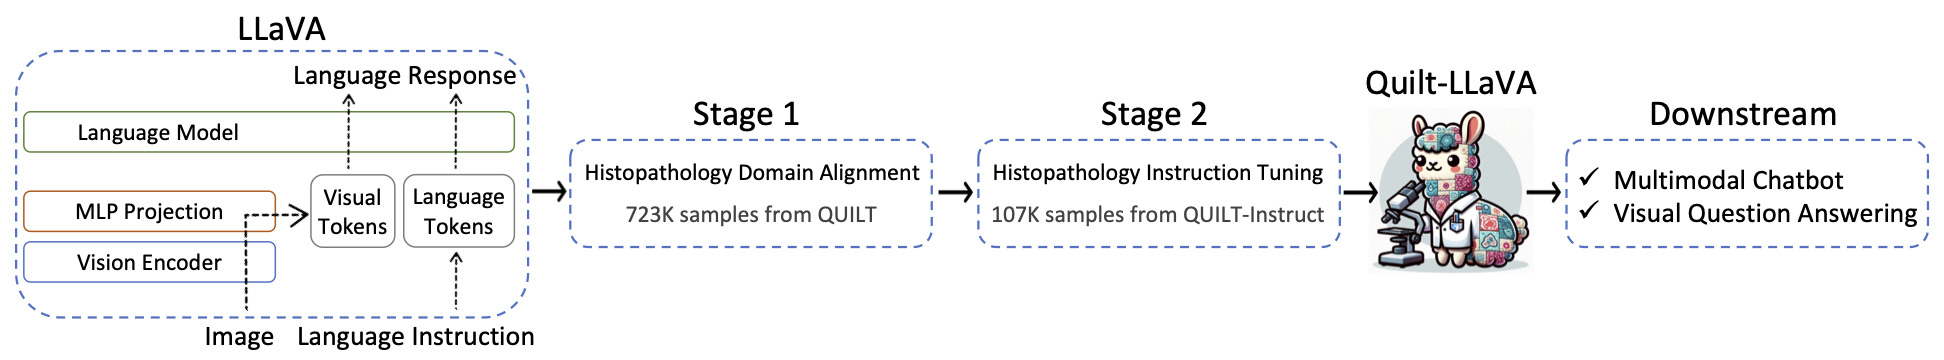 LLaVA
Language Response
Language Model
MLP Projection
Vision Encoder
Visual
Tokens
Language
Tokens
Image
Language Instruction
Stage 1
Histopathology Domain Alignment
723K samples from QUILT
Stage 2
Histopathology Instruction Tuning
107K samples from QUILT-Instruct
Quilt-LLaVA
Downstream
✓ Multimodal Chatbot
✓ Visual Question Answering